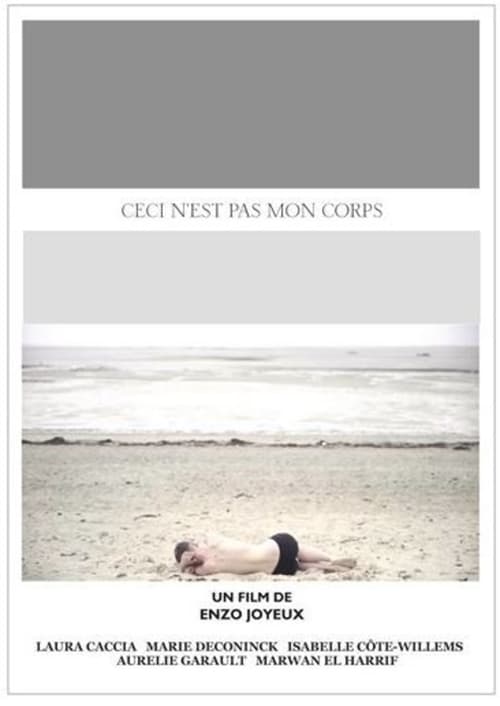 CECI N'EST PAS MON CORPS
UN FILM DE
ENZO JOYEUX
LAURA CACCIA MARIE DECONINCK ISABELLE CÔTE-WILLEMS
AURELIE GARAULT MARWAN EL HARRIF